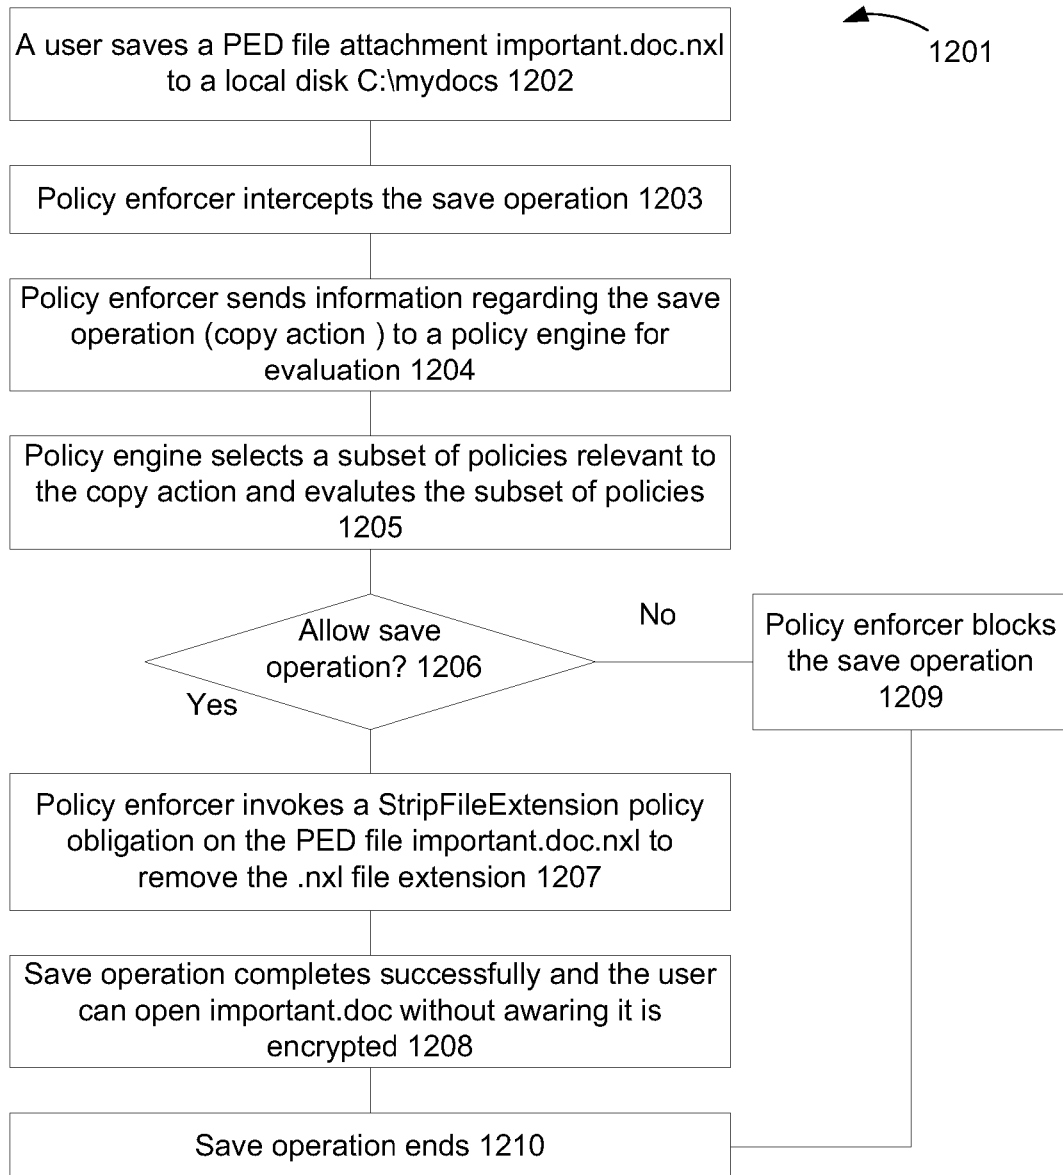 A user saves a PED file attachment important.doc.nxl
to a local disk C:\mydocs 1202
1201
Policy enforcer intercepts the save operation 1203
Policy enforcer sends information regarding the save
operation (copy action ) to a policy engine for
evaluation 1204
Policy engine selects a subset of policies relevant to
the copy action and evalutes the subset of policies
1205
Allow save
operation? 1206
No
Yes
Policy enforcer blocks
the save operation
1209
Policy enforcer invokes a StripFileExtension policy
obligation on the PED file important.doc.nxl to
remove the .nxl file extension 1207
Save operation completes successfully and the user
can open important.doc without awaring it is
encrypted 1208
Save operation ends 1210